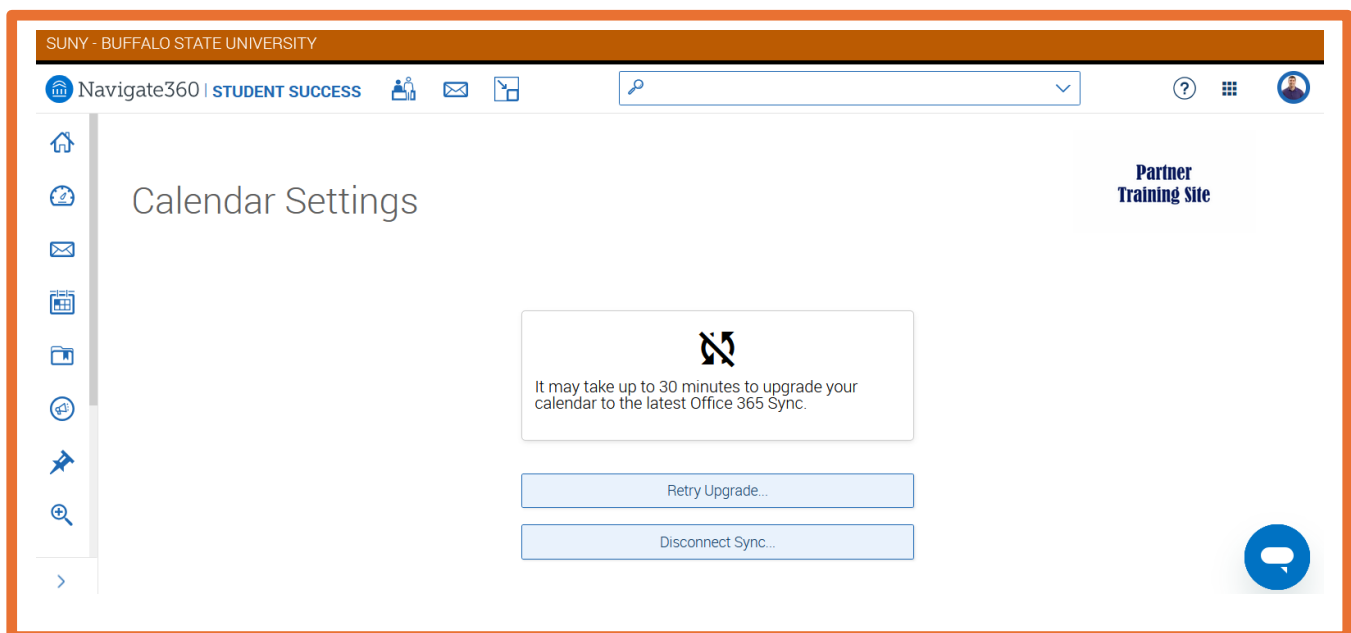 SUNY - BUFFALO STATE UNIVERSITY
Navigate360 | STUDENT SUCCESS
Partner
Training Site
Calendar Settings
It may take up to 30 minutes to upgrade your
calendar to the latest Office 365 Sync.
Retry Upgrade...
Disconnect Sync...